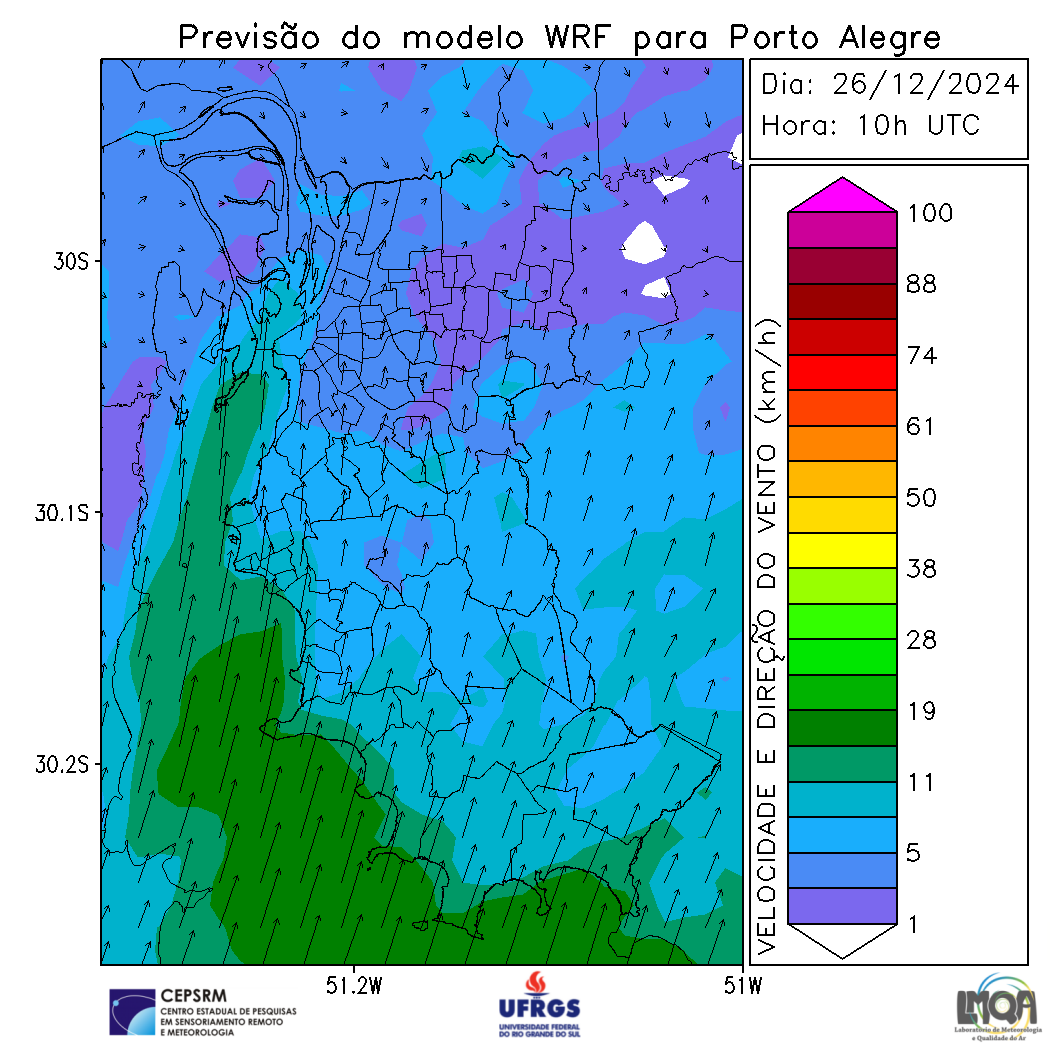 Previsão do modelo WRF para Porto Alegre
Dia: 26/12/2024
Hora: 10h UTC
30S
30.1S
30.2S
51.2W
51W
VELOCIDADE E DIREÇÃO DO VENTO (km/h)
100
88
74
61
50
38
28
19
11
5
1
CEPSRM
CENTRO ESTADUAL DE PESQUISAS
EM SENSORIAMENTO REMOTO
E METEOROLOGIA
UFRGS
UNIVERSIDADE FEDERAL
DO RIO GRANDE DO SUL
LMQA
Laboratório de Meteorologia
e Qualidade do Ar